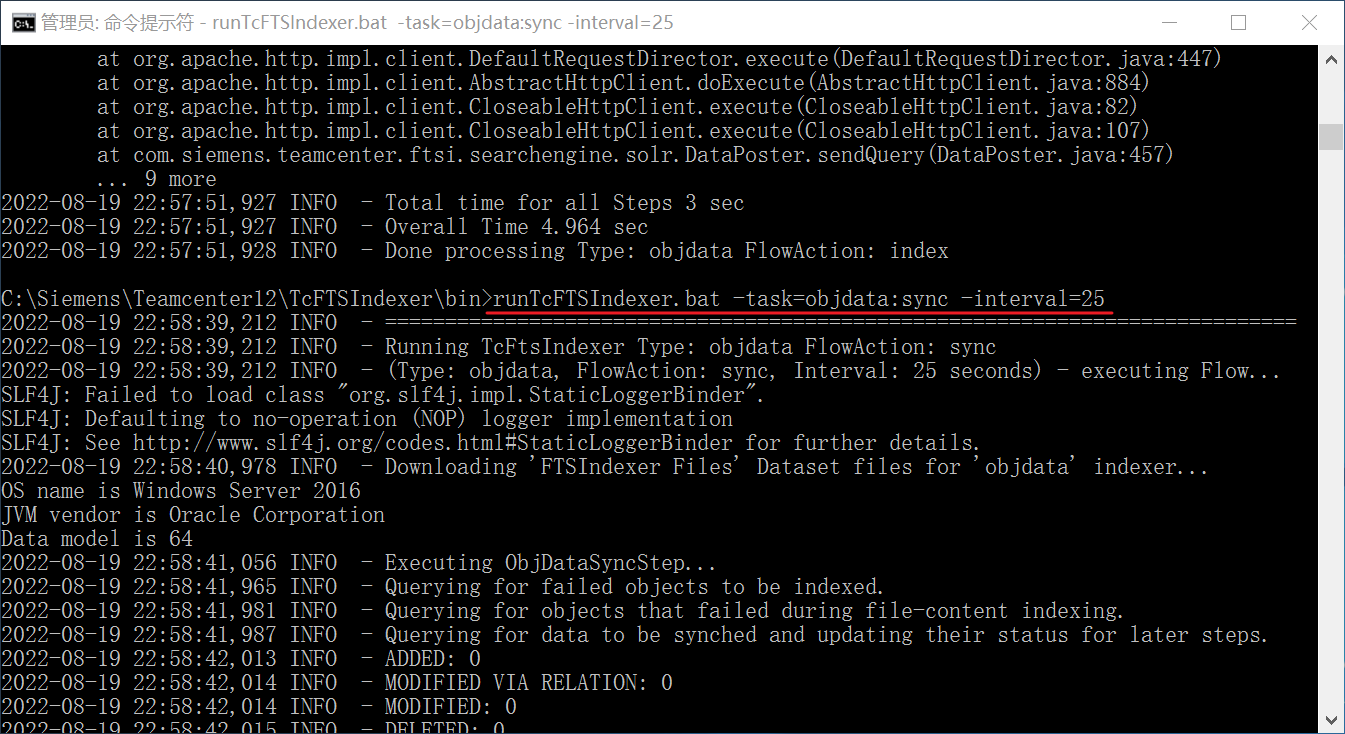 管理员: 命令提示符 - runTcFTSIndexer.bat  -task=objdata:sync -interval=25
        at org.apache.http.impl.client.DefaultRequestDirector.execute(DefaultRequestDirector.java:447)
        at org.apache.http.impl.client.AbstractHttpClient.doExecute(AbstractHttpClient.java:884)
        at org.apache.http.impl.client.CloseableHttpClient.execute(CloseableHttpClient.java:82)
        at org.apache.http.impl.client.CloseableHttpClient.execute(CloseableHttpClient.java:107)
        at com.siemens.teamcenter.ftsi.searchengine.solr.DataPoster.sendQuery(DataPoster.java:457)
        ... 9 more
2022-08-19 22:57:51,927 INFO  - Total time for all Steps 3 sec
2022-08-19 22:57:51,927 INFO  - Overall Time 4.964 sec
2022-08-19 22:57:51,928 INFO  - Done processing Type: objdata FlowAction: index
C:\Siemens\Teamcenter12\TcFTSIndexer\bin>runTcFTSIndexer.bat -task=objdata:sync -interval=25
2022-08-19 22:58:39,212 INFO  - ============================================================================
2022-08-19 22:58:39,212 INFO  - Running TcFtsIndexer Type: objdata FlowAction: sync
2022-08-19 22:58:39,212 INFO  - (Type: objdata, FlowAction: sync, Interval: 25 seconds) - executing Flow...
SLF4J: Failed to load class "org.slf4j.impl.StaticLoggerBinder".
SLF4J: Defaulting to no-operation (NOP) logger implementation
SLF4J: See http://www.slf4j.org/codes.html#StaticLoggerBinder for further details.
2022-08-19 22:58:40,978 INFO  - Downloading 'FTSIndexer Files' Dataset files for 'objdata' indexer...
OS name is Windows Server 2016
JVM vendor is Oracle Corporation
Data model is 64
2022-08-19 22:58:41,056 INFO  - Executing ObjDataSyncStep...
2022-08-19 22:58:41,965 INFO  - Querying for failed objects to be indexed.
2022-08-19 22:58:41,981 INFO  - Querying for objects that failed during file-content indexing.
2022-08-19 22:58:41,987 INFO  - Querying for data to be synched and updating their status for later steps.
2022-08-19 22:58:42,013 INFO  - ADDED: 0
2022-08-19 22:58:42,014 INFO  - MODIFIED VIA RELATION: 0
2022-08-19 22:58:42,014 INFO  - MODIFIED: 0
2022-08-19 22:58:42,015 INFO  - DELETED: 0